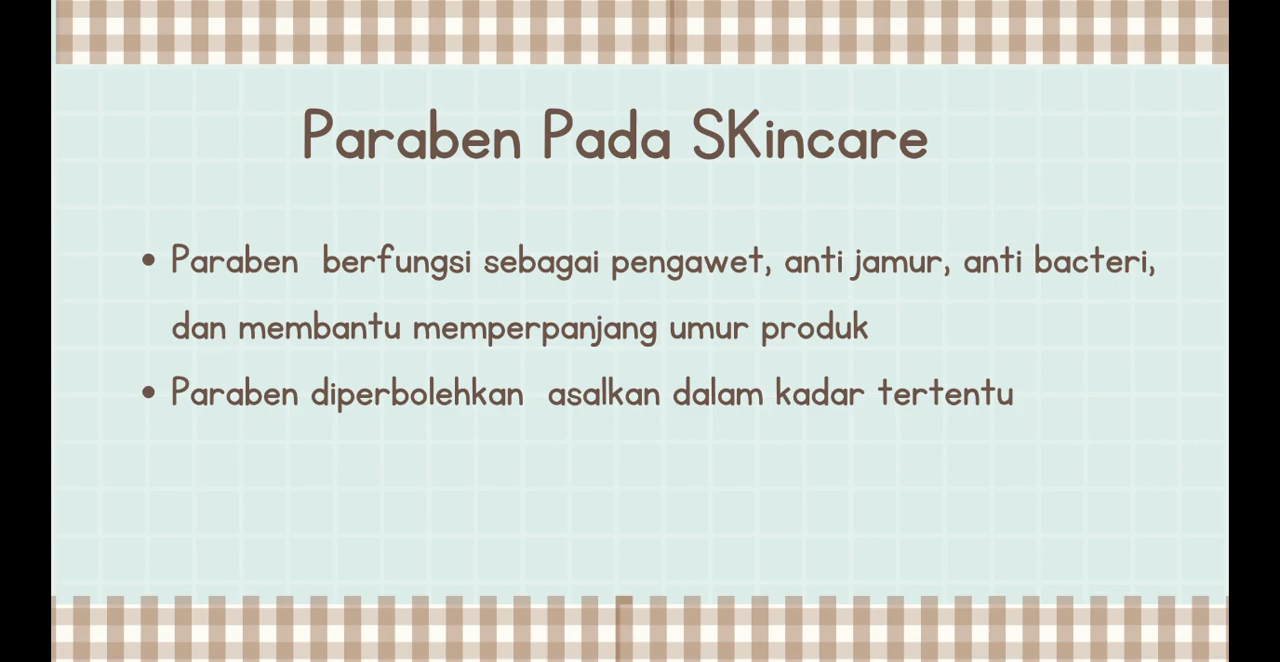 Paraben Pada SKincare
• Paraben  berfungsi sebagai pengawet, anti jamur, anti bacteri,
dan membantu memperpanjang umur produk
• Paraben diperbolehkan  asalkan dalam kadar tertentu